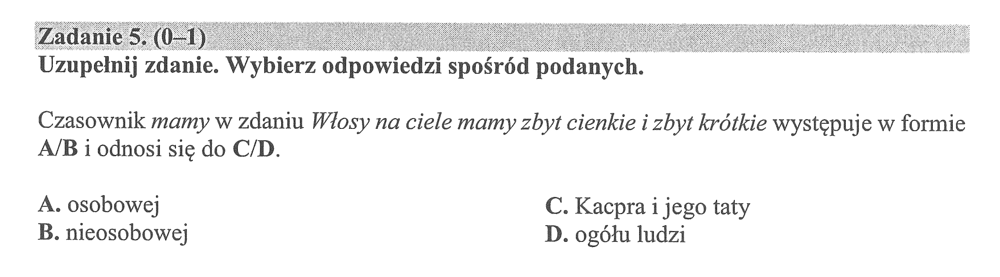 Zadanie 5. (0–1)
Uzupełnij zdanie. Wybierz odpowiedzi spośród podanych.
Czasownik mamy w zdaniu Włosy na ciele mamy zbyt cienkie i zbyt krótkie występuje w formie
A/B i odnosi się do C/D.
A. osobowej
B. nieosobowej
C. Kacpra i jego taty
D. ogółu ludzi